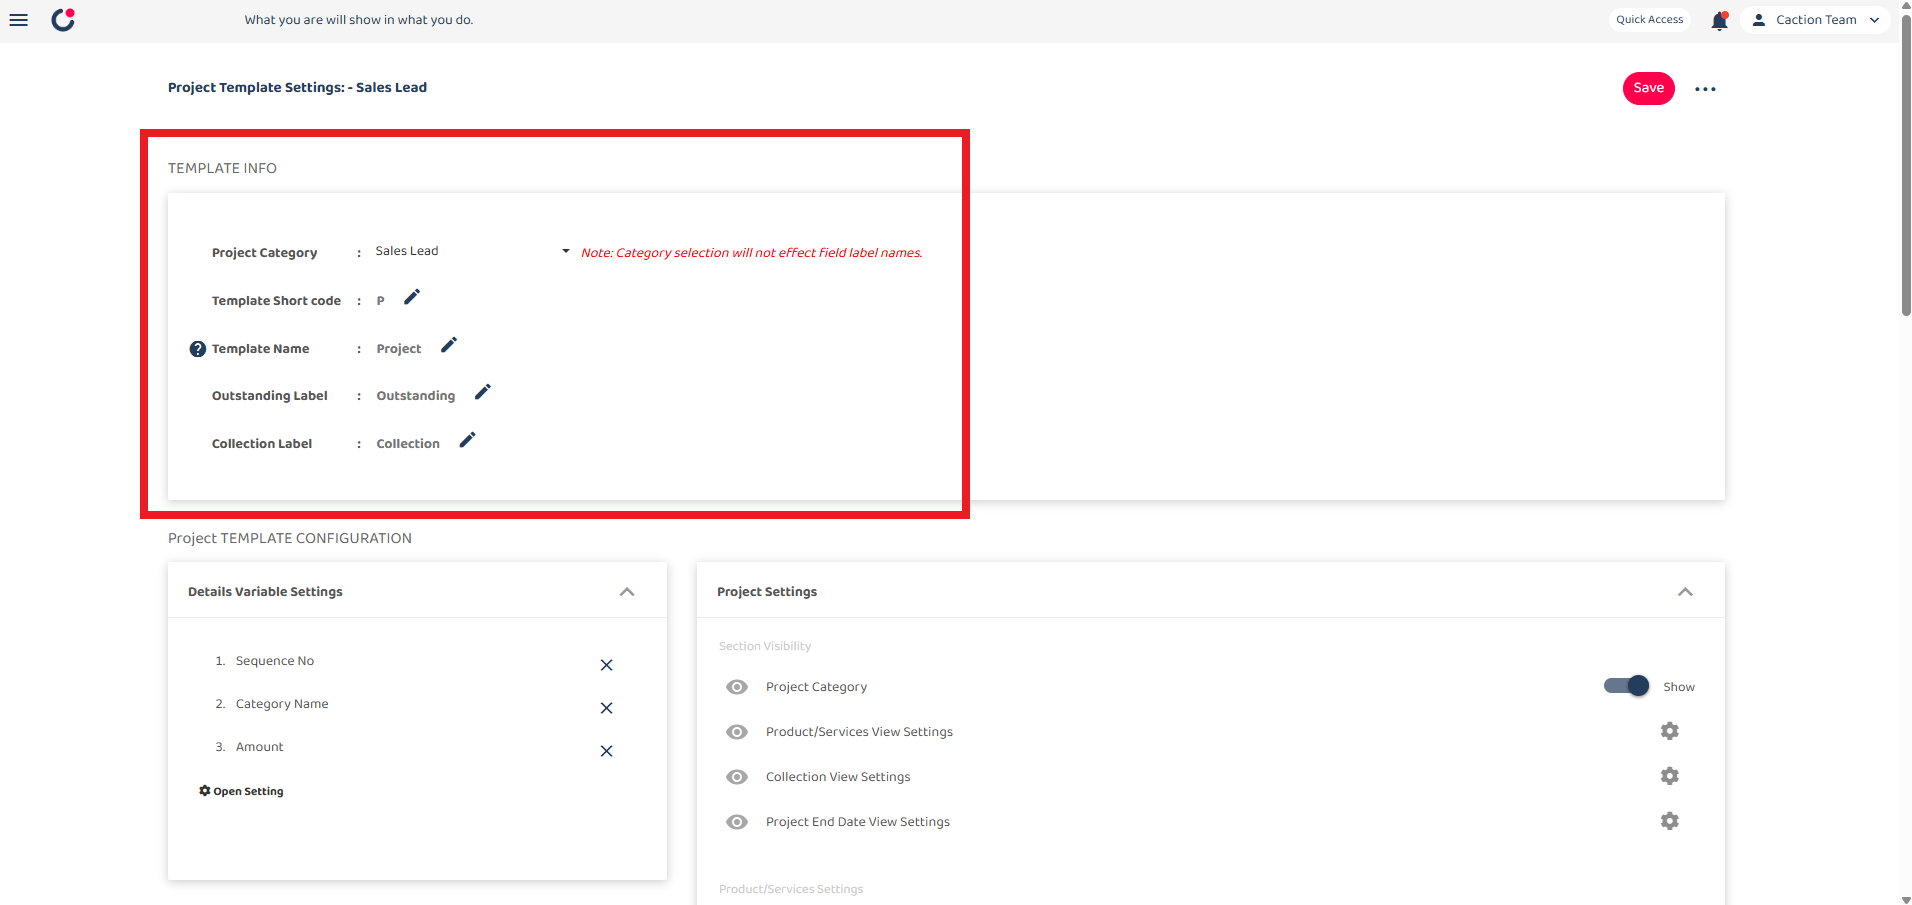 What you are will show in what you do.
Quick Access
Caction Team
Project Template Settings: - Sales Lead
Save
TEMPLATE INFO
Project Category : Sales Lead Note: Category selection will not effect field label names.
Template Short code : P
? Template Name : Project
Outstanding Label : Outstanding
Collection Label : Collection
Project TEMPLATE CONFIGURATION
Details Variable Settings
1. Sequence No
2. Category Name
3. Amount
Open Setting
Project Settings
Section Visibility
Project Category Show
Product/Services View Settings
Collection View Settings
Project End Date View Settings
Product/Services Settings